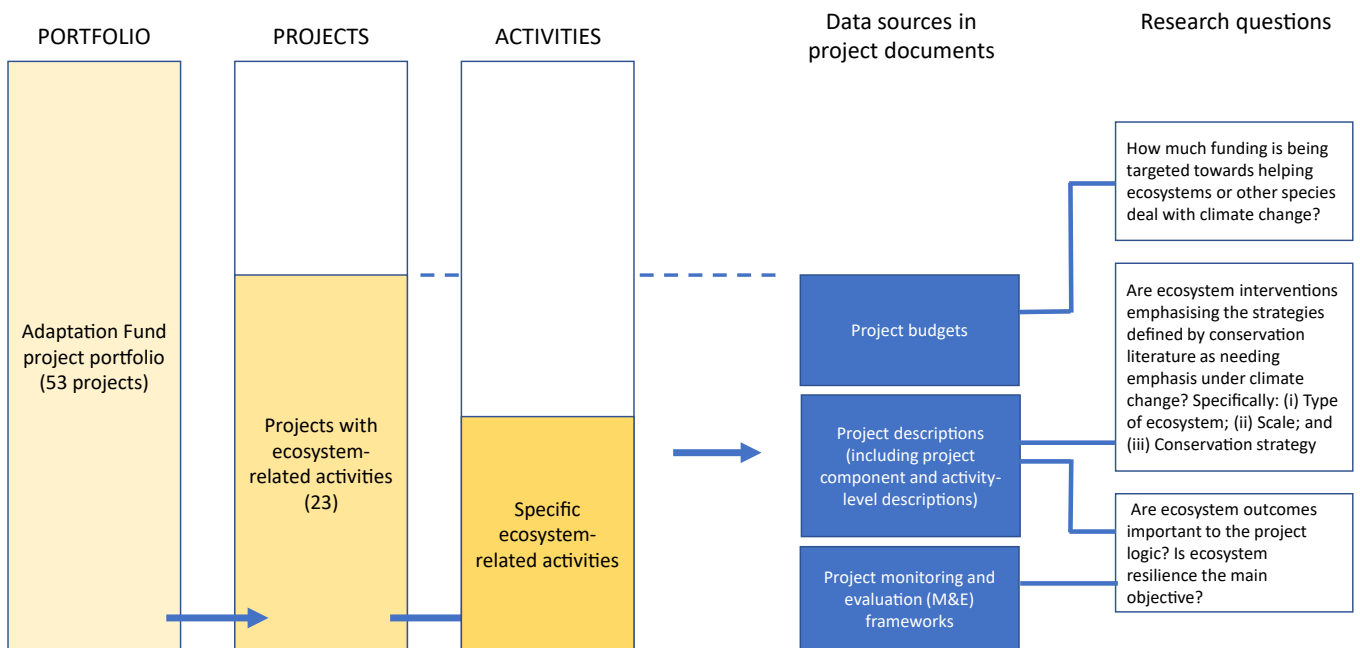 PORTFOLIO
PROJECTS
ACTIVITIES
Data sources in
project documents
Research questions
Adaptation Fund
project portfolio
(53 projects)
Projects with
ecosystem-
related activities
(23)
Specific
ecosystem-
related activities
Project budgets
Project descriptions
(including project
component and activity-
level descriptions)
Project monitoring and
evaluation (M&E)
frameworks
How much funding is being
targeted towards helping
ecosystems or other species
deal with climate change?
Are ecosystem interventions
emphasising the strategies
defined by conservation
literature as needing
emphasis under climate
change? Specifically: (i) Type
of ecosystem; (ii) Scale; and
(iii) Conservation strategy
Are ecosystem outcomes
important to the project
logic? Is ecosystem
resilience the main
objective?